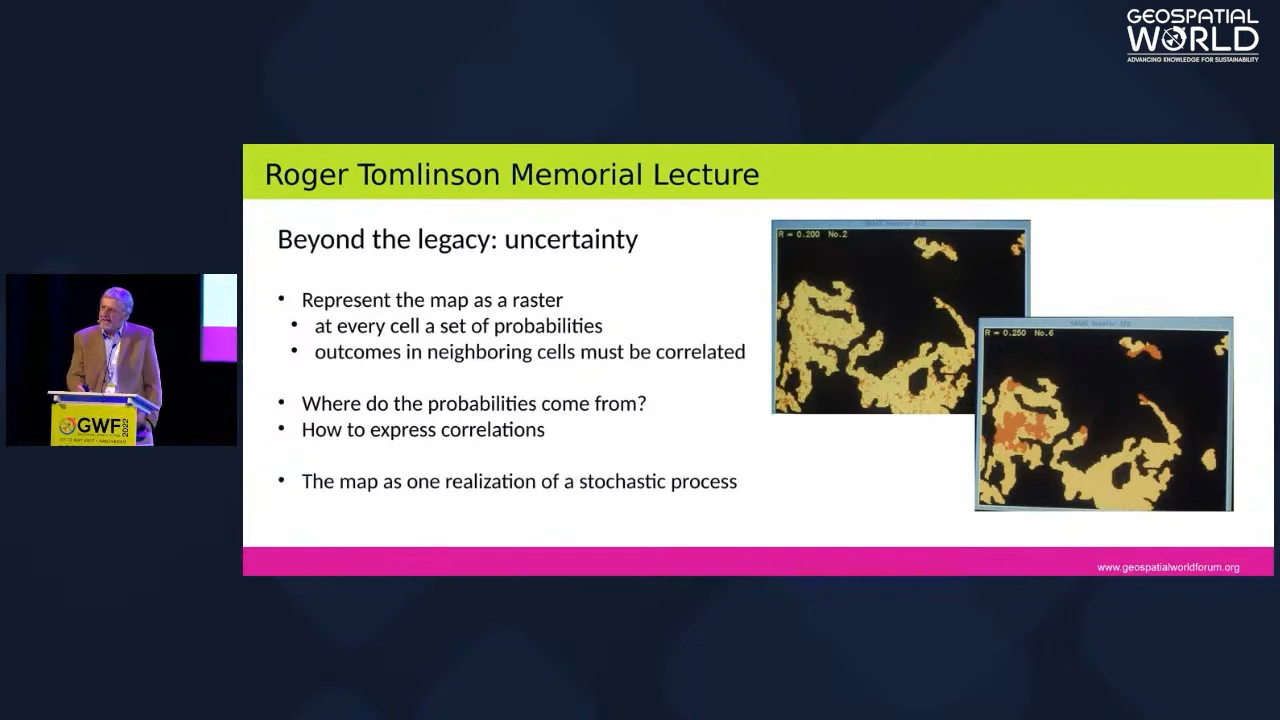 GEOSPATIAL
WORLD
ADVANCING KNOWLEDGE FOR SUSTAINABILITY
Roger Tomlinson Memorial Lecture
Beyond the legacy: uncertainty
• Represent the map as a raster
• at every cell a set of probabilities
• outcomes in neighboring cells must be correlated
• Where do the probabilities come from?
• How to express correlations
• The map as one realization of a stochastic process
R = 0.200 No.2
R = 0.250 No.6
GWF
2022
www.geospatialworldforum.org